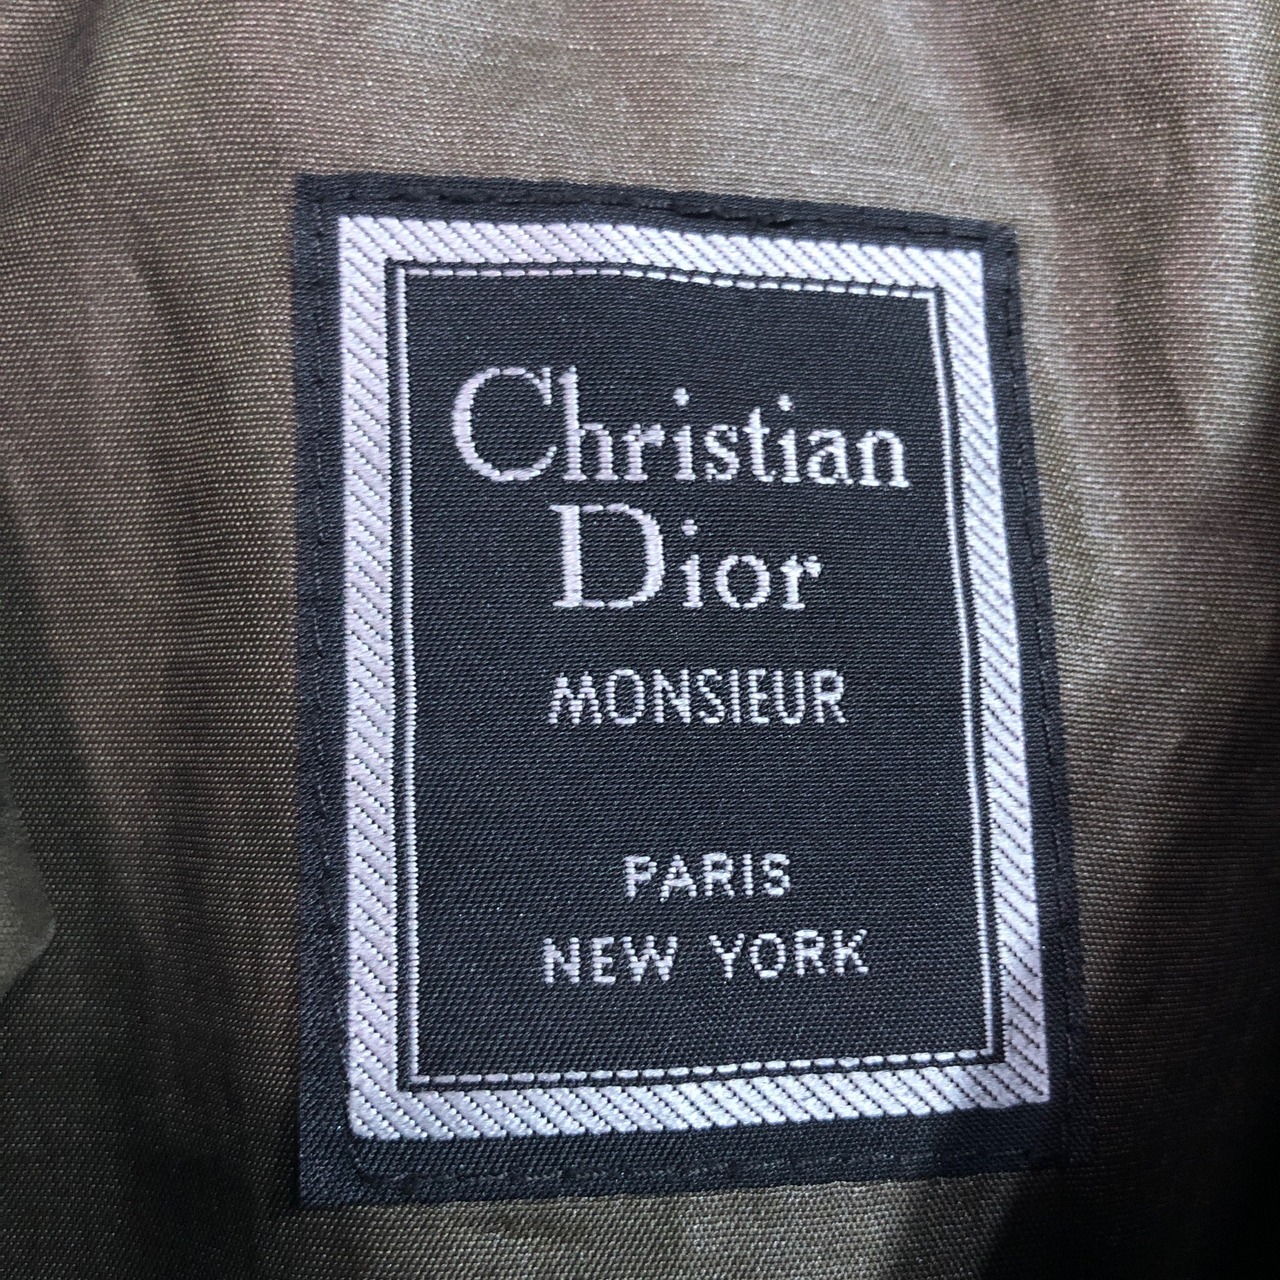 Christian
Dior
MONSIEUR
PARIS
NEW YORK